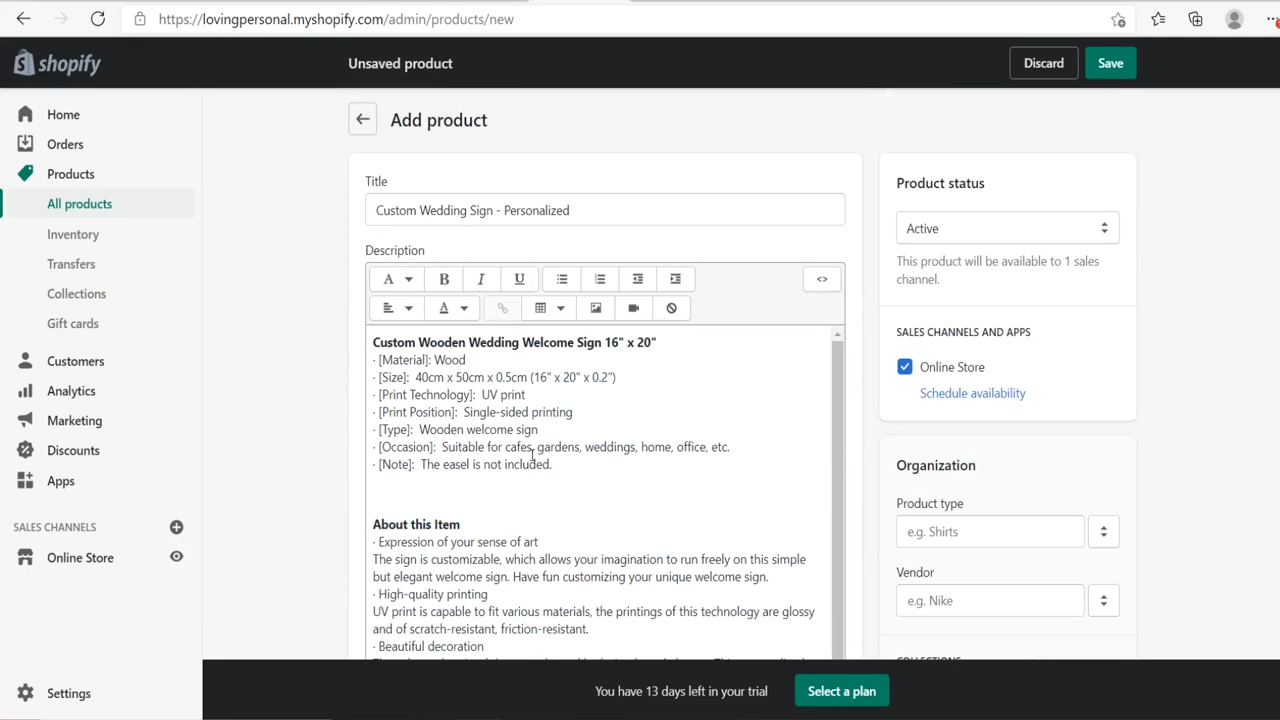 https://lovingpersonal.myshopify.com/admin/products/new
shopify
Unsaved product
Discard
Save
Home
Orders
Products
All products
Inventory
Transfers
Collections
Gift cards
Customers
Analytics
Marketing
Discounts
Apps
SALES CHANNELS
Online Store
Settings
Add product
Title
Custom Wedding Sign - Personalized
Description
A
B
I
U
<>
A
Custom Wooden Wedding Welcome Sign 16" x 20"
· [Material]: Wood
· [Size]: 40cm x 50cm x 0.5cm (16" x 20" x 0.2")
· [Print Technology]: UV print
· [Print Position]: Single-sided printing
· [Type]: Wooden welcome sign
· [Occasion]: Suitable for cafes, gardens, weddings, home, office, etc.
· [Note]: The easel is not included.
About this Item
· Expression of your sense of art
The sign is customizable, which allows your imagination to run freely on this simple
but elegant welcome sign. Have fun customizing your unique welcome sign.
· High-quality printing
UV print is capable to fit various materials, the printings of this technology are glossy
and of scratch-resistant, friction-resistant.
· Beautiful decoration
Product status
Active
This product will be available to 1 sales
channel.
SALES CHANNELS AND APPS
Online Store
Schedule availability
Organization
Product type
e.g. Shirts
Vendor
e.g. Nike
COLLECTIONS
You have 13 days left in your trial
Select a plan